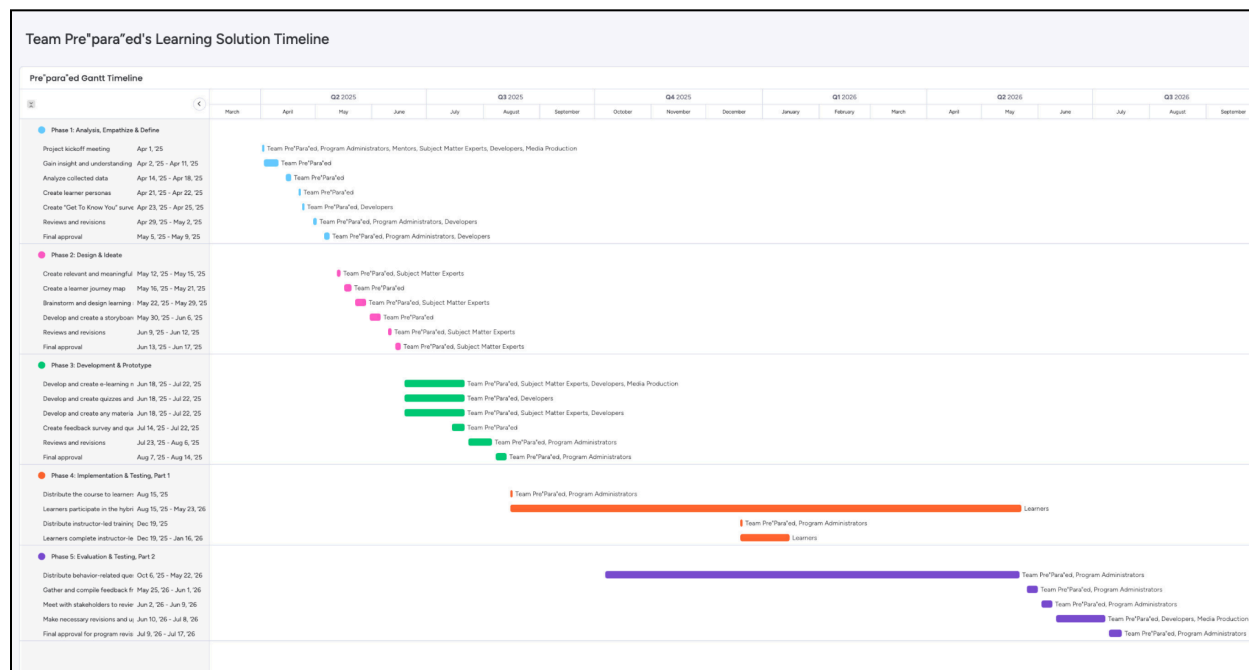 Team Pre"para"ed's Learning Solution Timeline
Pre"para"ed Gantt Timeline
Q2 2025 Q3 2025 Q4 2025 Q1 2026 Q2 2026 Q3 2026
March April May June July August September October November December January February March April May June July August September
Phase 1: Analysis, Empathize & Define
Project kickoff meeting Apr 1, '25 Team Pre"Para"ed, Program Administrators, Mentors, Subject Matter Experts, Developers, Media Production
Gain insight and understanding Apr 2, '25 - Apr 11, '25 Team Pre"Para"ed
Analyze collected data Apr 14, '25 - Apr 18, '25 Team Pre"Para"ed
Create learner personas Apr 21, '25 - Apr 22, '25 Team Pre"Para"ed
Create "Get To Know You" surve Apr 23, '25 - Apr 25, '25 Team Pre"Para"ed, Developers
Reviews and revisions Apr 29, '25 - May 2, '25 Team Pre"Para"ed, Program Administrators, Developers
Final approval May 5, '25 - May 9, '25 Team Pre"Para"ed, Program Administrators, Developers
Phase 2: Design & Ideate
Create relevant and meaningful May 12, '25 - May 15, '25 Team Pre"Para"ed, Subject Matter Experts
Create a learner journey map May 16, '25 - May 21, '25 Team Pre"Para"ed
Brainstorm and design learning May 22, '25 - May 29, '25 Team Pre"Para"ed, Subject Matter Experts
Develop and create a storyboar May 30, '25 - Jun 6, '25 Team Pre"Para"ed
Reviews and revisions Jun 9, '25 - Jun 12, '25 Team Pre"Para"ed, Subject Matter Experts
Final approval Jun 13, '25 - Jun 17, '25 Team Pre"Para"ed, Subject Matter Experts
Phase 3: Development & Prototype
Develop and create e-learning n Jun 18, '25 - Jul 22, '25 Team Pre"Para"ed, Subject Matter Experts, Developers, Media Production
Develop and create quizzes and Jun 18, '25 - Jul 22, '25 Team Pre"Para"ed, Developers
Develop and create any materia Jun 18, '25 - Jul 22, '25 Team Pre"Para"ed, Subject Matter Experts, Developers
Create feedback survey and que Jul 14, '25 - Jul 22, '25 Team Pre"Para"ed
Reviews and revisions Jul 23, '25 - Aug 6, '25 Team Pre"Para"ed, Program Administrators
Final approval Aug 7, '25 - Aug 14, '25 Team Pre"Para"ed, Program Administrators
Phase 4: Implementation & Testing, Part 1
Distribute the course to learner Aug 15, '25 Team Pre"Para"ed, Program Administrators
Learners participate in the hybri Aug 15, '25 - May 23, '26 Learners
Distribute instructor-led training Dec 19, '25 Team Pre"Para"ed, Program Administrators
Learners complete instructor-le Dec 19, '25 - Jan 16, '26 Learners
Phase 5: Evaluation & Testing, Part 2
Distribute behavior-related que Oct 6, '25 - May 22, '26 Team Pre"Para"ed, Program Administrators
Gather and compile feedback fr May 25, '26 - Jun 1, '26 Team Pre"Para"ed, Program Administrators
Meet with stakeholders to revie Jun 2, '26 - Jun 9, '26 Team Pre"Para"ed, Program Administrators
Make necessary revisions and Jun 10, '26 - Jul 8, '26 Team Pre"Para"ed, Developers, Media Production
Final approval for program revis Jul 9, '26 - Jul 17, '26 Team Pre"Para"ed, Program Administrators